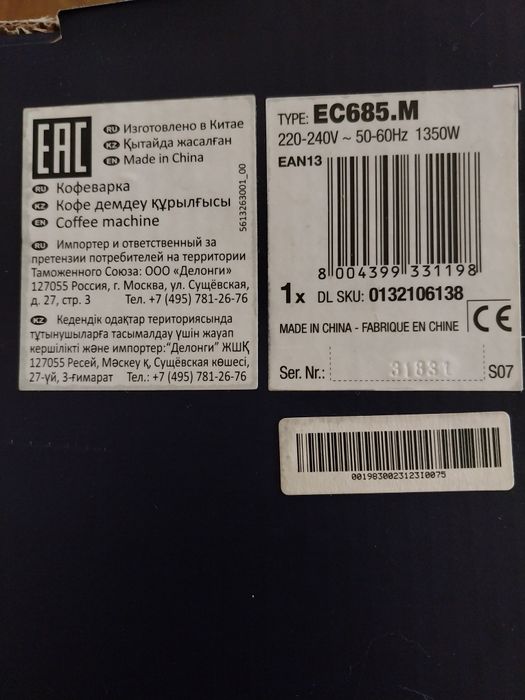 EAC
RU Изготовлено в Китае
KZ Қытайда жасалған
EN Made in China
RU Кофеварка
KZ Кофе демдеу құрылғысы
EN Coffee machine
5613263001_00
RU Импортер и ответственный за
претензии потребителей на территории
Таможенного Союза: ООО «Делонги»
127055 Россия, г. Москва, ул. Сущёвская,
д. 27, стр. 3 Тел. +7 (495) 781-26-76
KZ Кедендік одақтар териториясында
тұтынушыларға тасымалдау үшін жауап
кершілікті және импортер:"Делонги" ЖШҚ
127055 Ресей, Мәскеу қ, Сущёвская көшесі,
27-үй, 3-ғимарат Тел.: +7 (495) 781-26-76
TYPE: EC685.M
220-240V ~ 50-60Hz 1350W
EAN13
8 004399 331198
1x DL SKU: 0132106138
MADE IN CHINA - FABRIQUE EN CHINE CE
Ser. Nr.: 31831 S07
001983002312310075